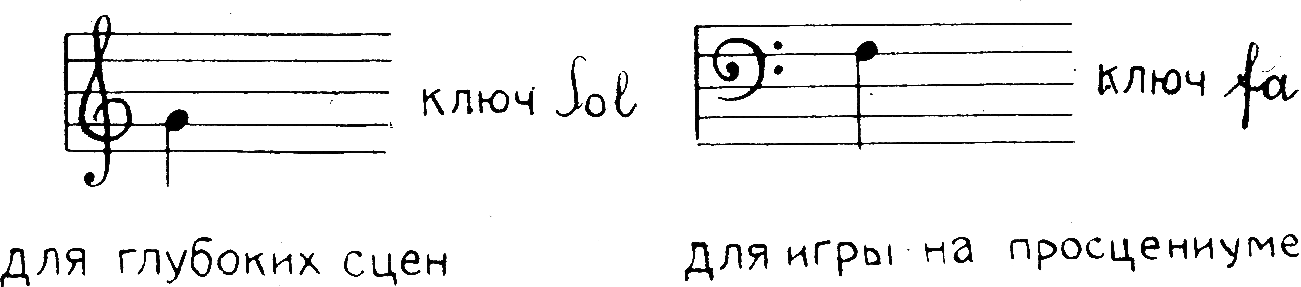 ключ Sol
ключ fa
для глубоких сцен
для игры на просцениуме